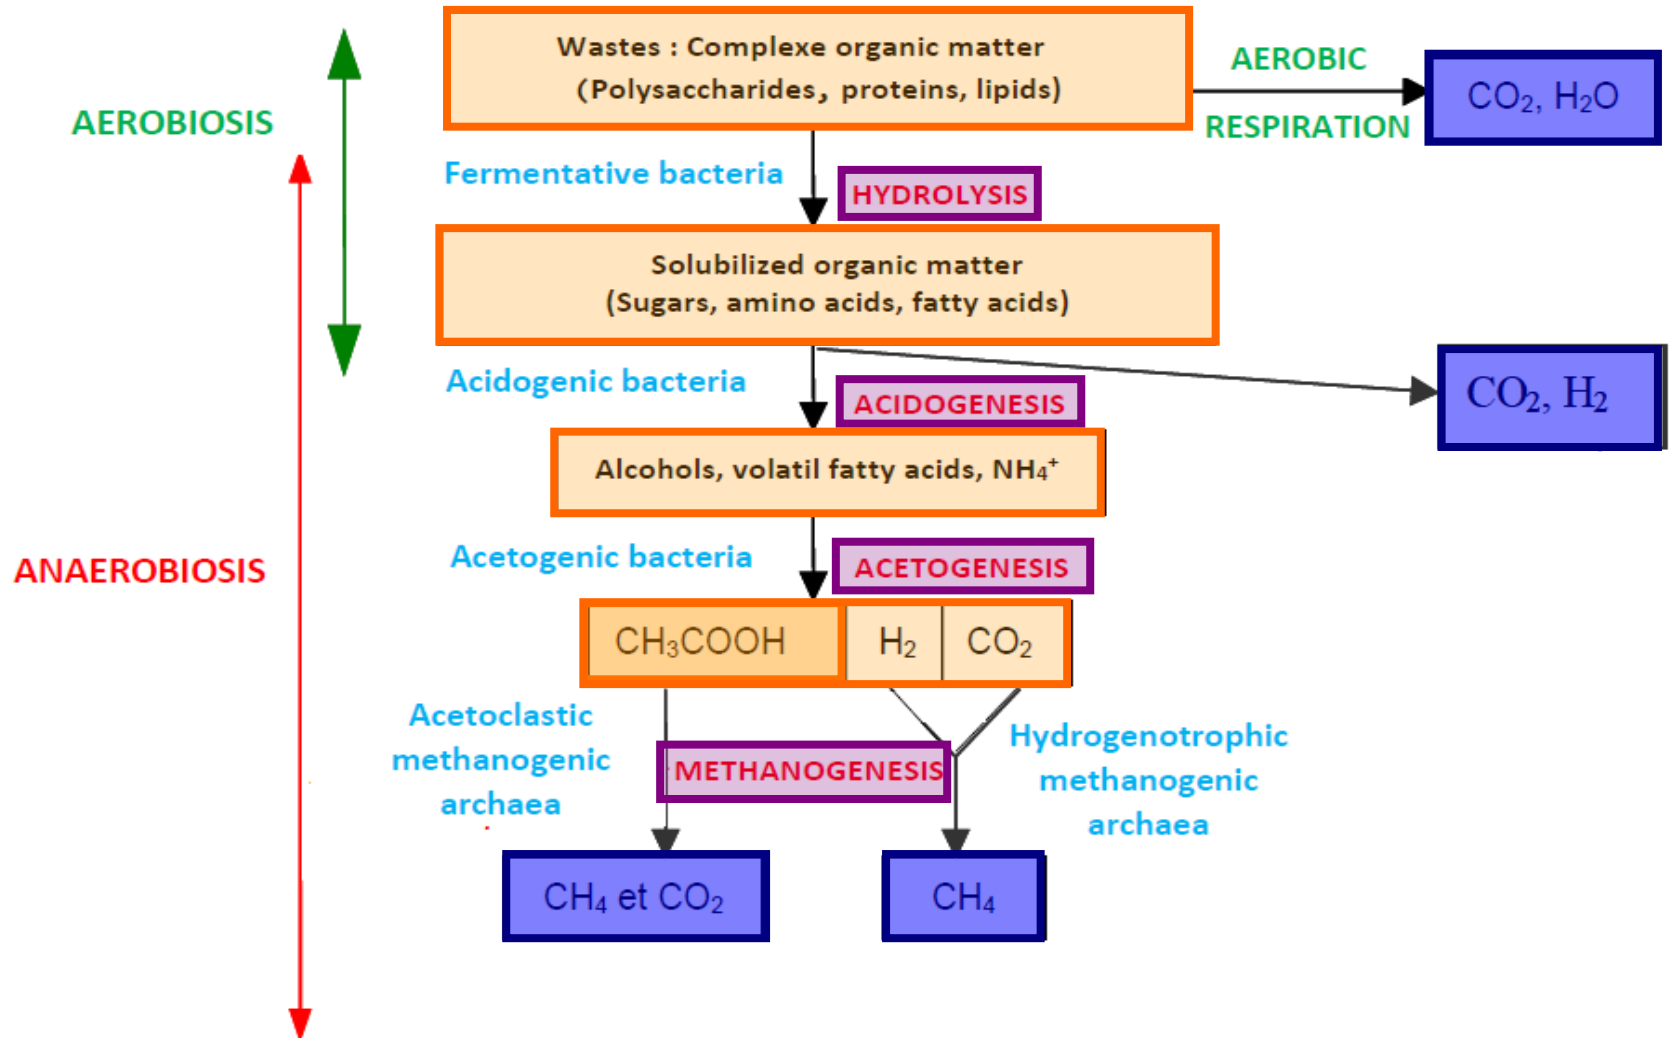 Wastes : Complexe organic matter
(Polysaccharides, proteins, lipids)
AEROBIC
RESPIRATION
CO₂, H₂O
AEROBIOSIS
Fermentative bacteria
HYDROLYSIS
Solubilized organic matter
(Sugars, amino acids, fatty acids)
Acidogenic bacteria
ACIDOGENESIS
CO₂, H₂
Alcohols, volatil fatty acids, NH₄⁺
ANAEROBIOSIS
Acetogenic bacteria
ACETOGENESIS
CH₃COOH
H₂
CO₂
Acetoclastic
methanogenic
archaea
METHANOGENESIS
Hydrogenotrophic
methanogenic
archaea
CH₄ et CO₂
CH₄